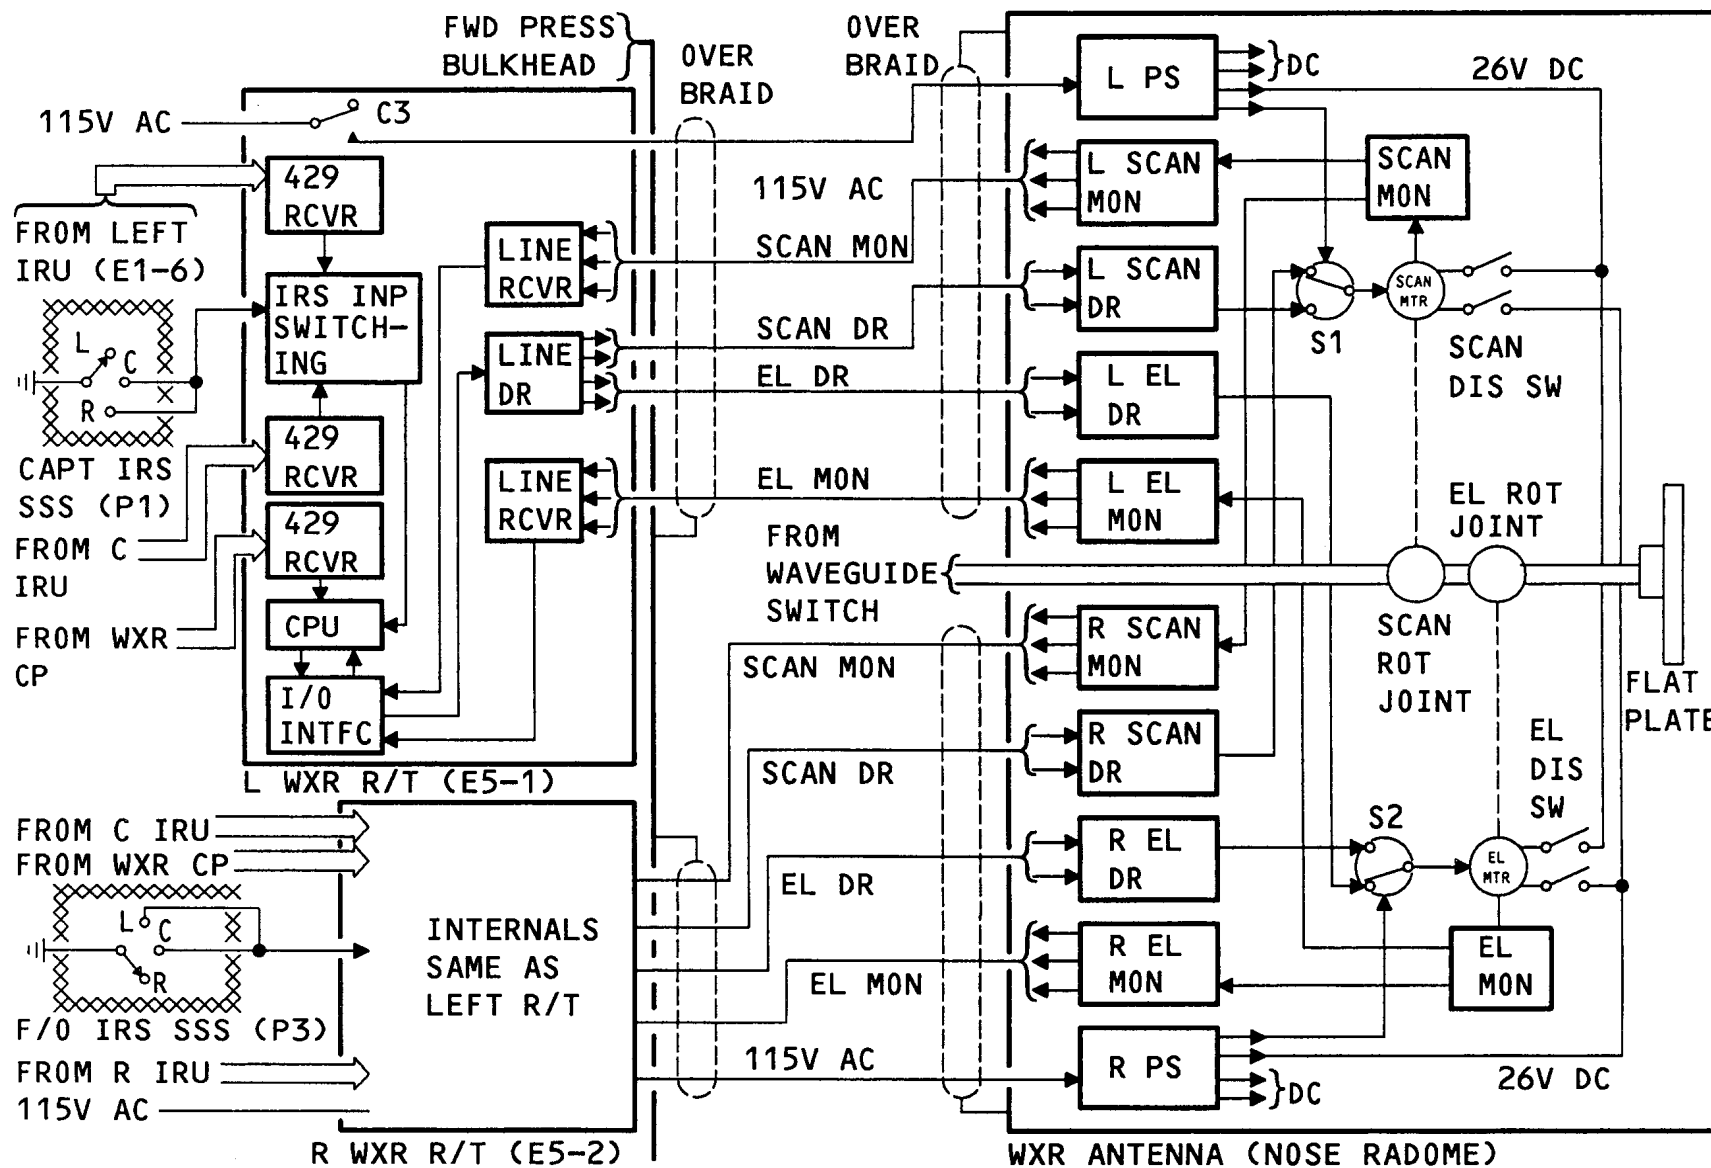 FWD PRESS
BULKHEAD
OVER
BRAID
OVER
BRAID
115V AC
C3
429
RCVR
FROM LEFT
IRU (E1-6)
IRS INP
SWITCH-
ING
L
C
R
CAPT IRS
SSS (P1)
429
RCVR
FROM C
IRU
429
RCVR
FROM WXR
CP
CPU
I/O
INTFC
LINE
RCVR
LINE
DR
LINE
RCVR
L WXR R/T (E5-1)
115V AC
SCAN MON
SCAN DR
EL DR
EL MON
FROM
WAVEGUIDE
SWITCH
SCAN MON
SCAN DR
EL DR
EL MON
115V AC
FROM C IRU
FROM WXR CP
L
C
R
F/O IRS SSS (P3)
FROM R IRU
115V AC
INTERNALS
SAME AS
LEFT R/T
R WXR R/T (E5-2)
L PS
DC
26V DC
L SCAN
MON
SCAN
MON
L SCAN
DR
S1
SCAN
MTR
SCAN
DIS SW
L EL
DR
L EL
MON
EL ROT
JOINT
SCAN
ROT
JOINT
FLAT
PLATE
R SCAN
MON
R SCAN
DR
EL
DIS
SW
R EL
DR
S2
EL
MTR
R EL
MON
EL
MON
R PS
DC
26V DC
WXR ANTENNA (NOSE RADOME)